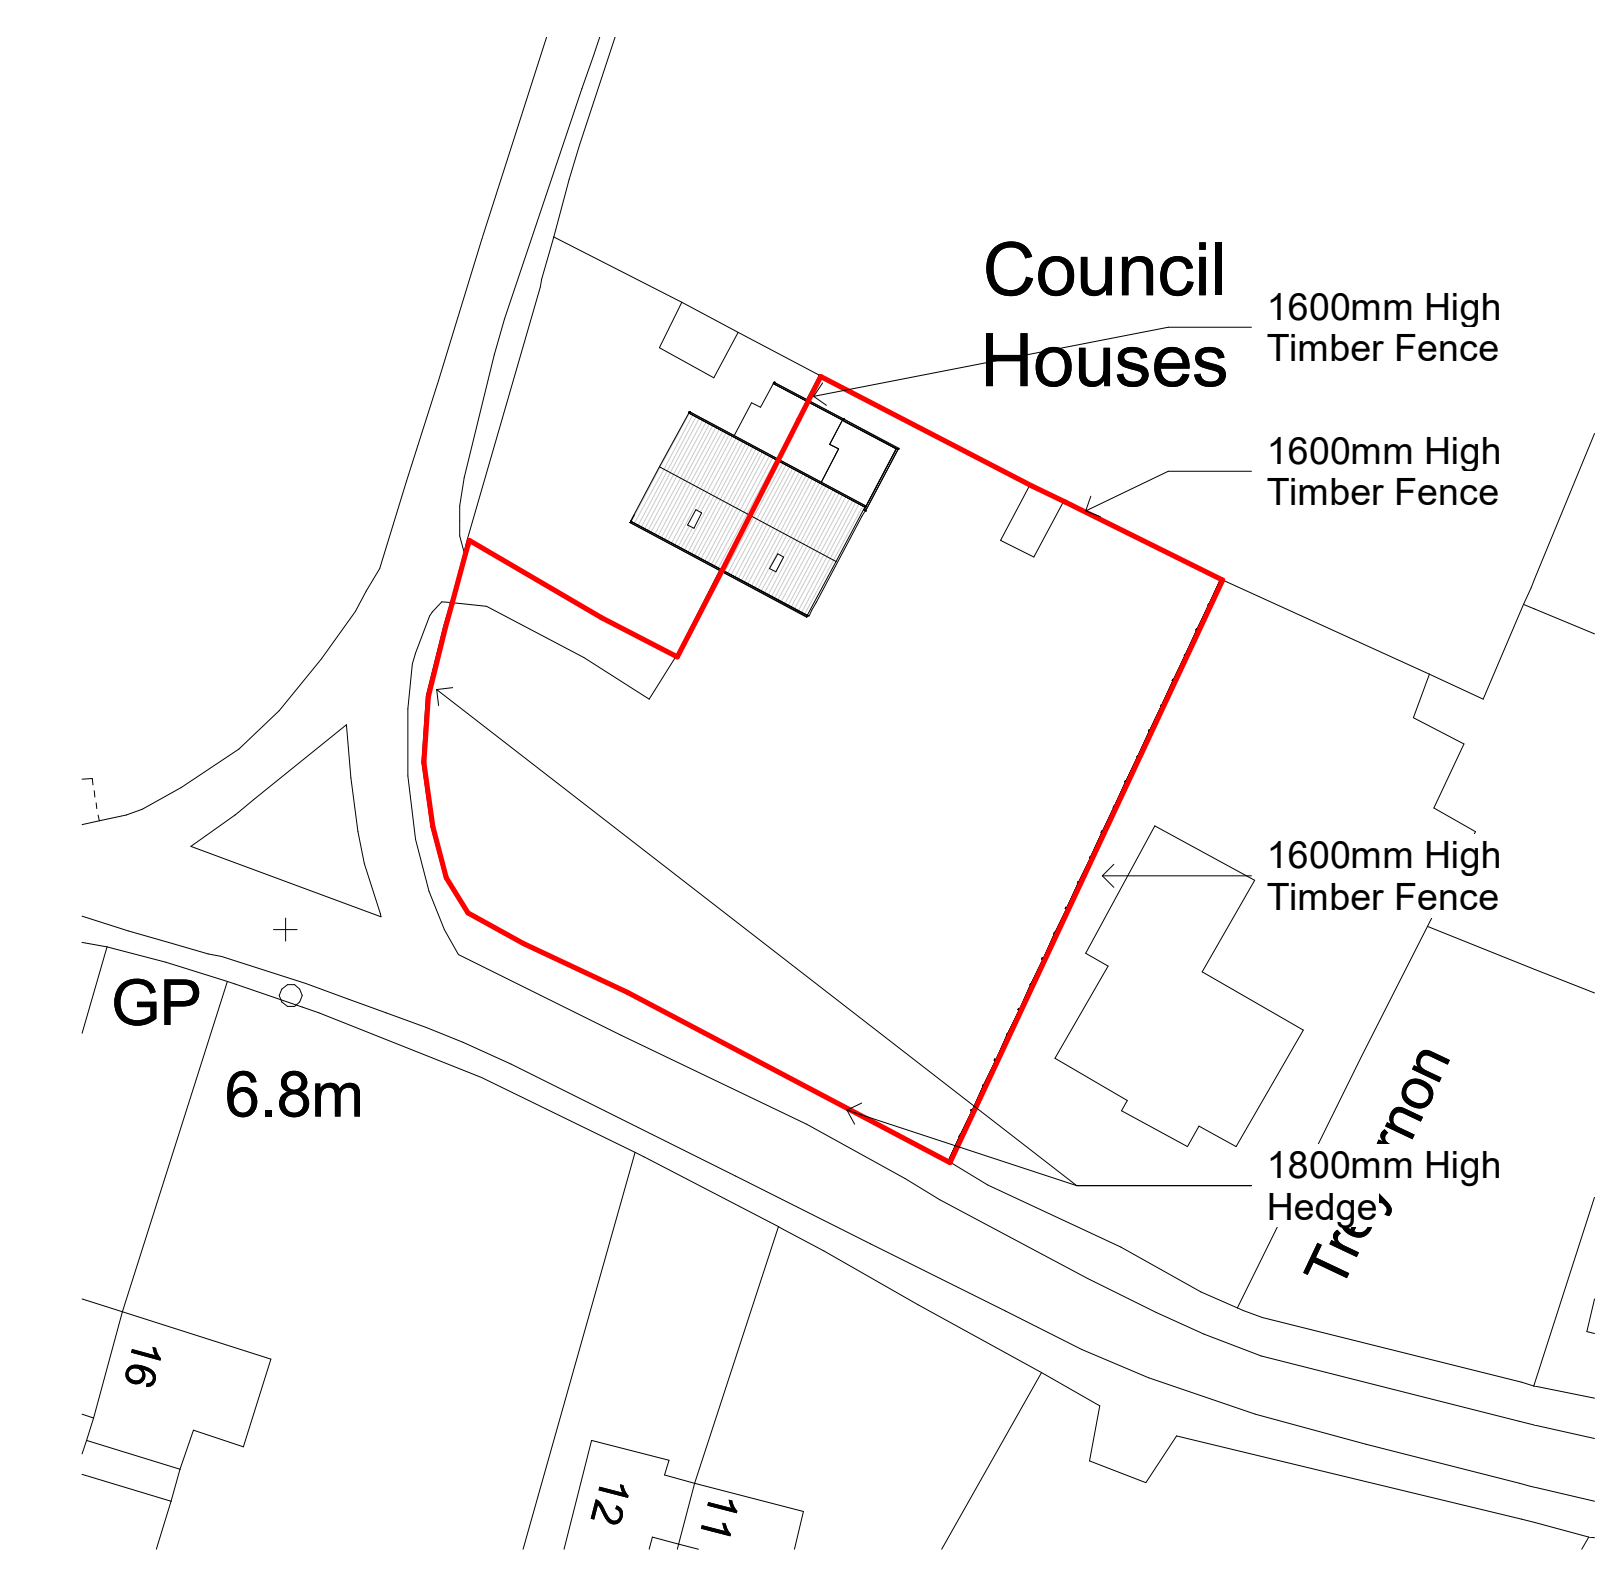 Council
Houses
1600mm High
Timber Fence
1600mm High
Timber Fence
1600mm High
Timber Fence
GP
6.8m
1800mm High
Hedge
16
12
11